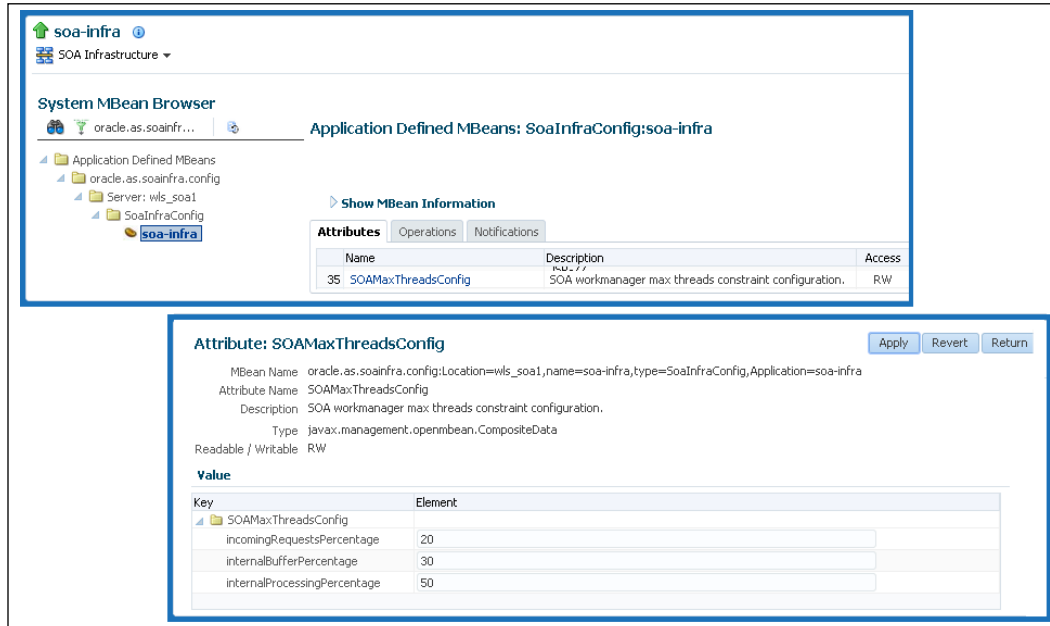 soa-infra
SOA Infrastructure
System MBean Browser
oracle.as.soainfr...
Application Defined MBeans
oracle.as.soainfra.config
Server: wls_soa1
SoaInfraConfig
soa-infra
Application Defined MBeans: SoaInfraConfig:soa-infra
Show MBean Information
Attributes Operations Notifications
Name Description Access
35 SOAMaxThreadsConfig SOA workmanager max threads constraint configuration. RW
Attribute: SOAMaxThreadsConfig
Apply Revert Return
MBean Name oracle.as.soainfra.config:Location=wls_soa1,name=soa-infra,type=SoaInfraConfig,Application=soa-infra
Attribute Name SOAMaxThreadsConfig
Description SOA workmanager max threads constraint configuration.
Type javax.management.openmbean.CompositeData
Readable / Writable RW
Value
Key Element
SOAMaxThreadsConfig
incomingRequestsPercentage 20
internalBufferPercentage 30
internalProcessingPercentage 50